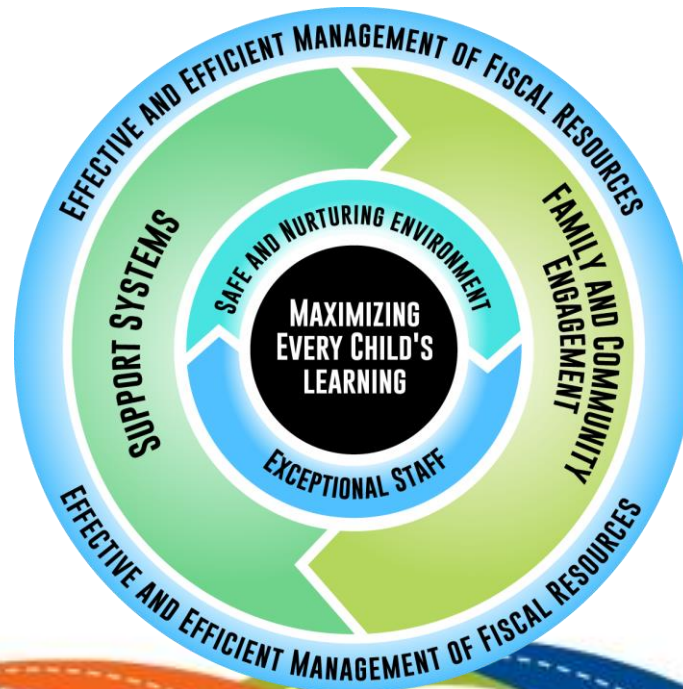 Effective and Efficient Management of Fiscal Resources
Support Systems
Family and Community
Engagement
Safe and Nurturing environment
Maximizing
Every Child's
learning
Exceptional Staff
Effective and Efficient Management of Fiscal Resources